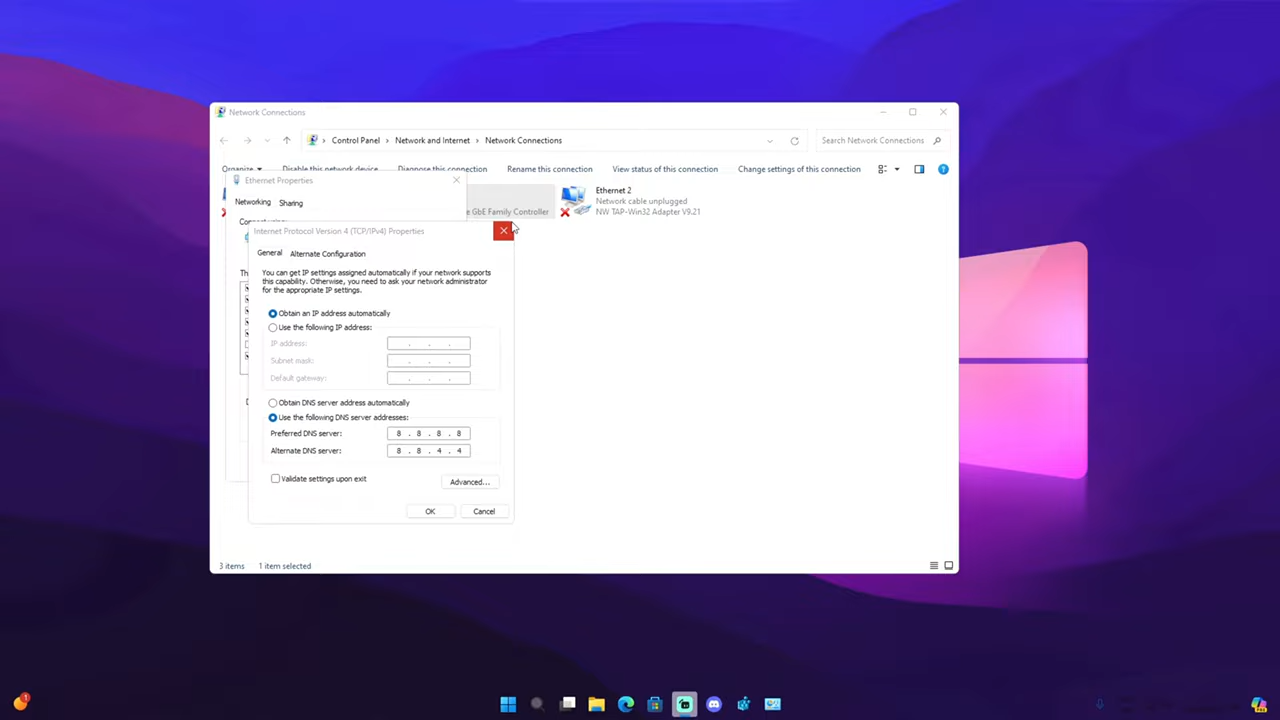 Network Connections
Control Panel > Network and Internet > Network Connections
Search Network Connections
Organize
Disable this network device
Diagnose this connection
Rename this connection
View status of this connection
Change settings of this connection
Ethernet Properties
Networking
Sharing
GbE Family Controller
Ethernet 2
Network cable unplugged
NW TAP-Win32 Adapter V9.21
Internet Protocol Version 4 (TCP/IPv4) Properties
General
Alternate Configuration
You can get IP settings assigned automatically if your network supports
this capability. Otherwise, you need to ask your network administrator
for the appropriate IP settings.
Obtain an IP address automatically
Use the following IP address:
IP address:
Subnet mask:
Default gateway:
Obtain DNS server address automatically
Use the following DNS server addresses:
Preferred DNS server: 8 . 8 . 8 . 8
Alternate DNS server: 8 . 8 . 4 . 4
Validate settings upon exit
Advanced...
OK
Cancel
3 items
1 item selected
1